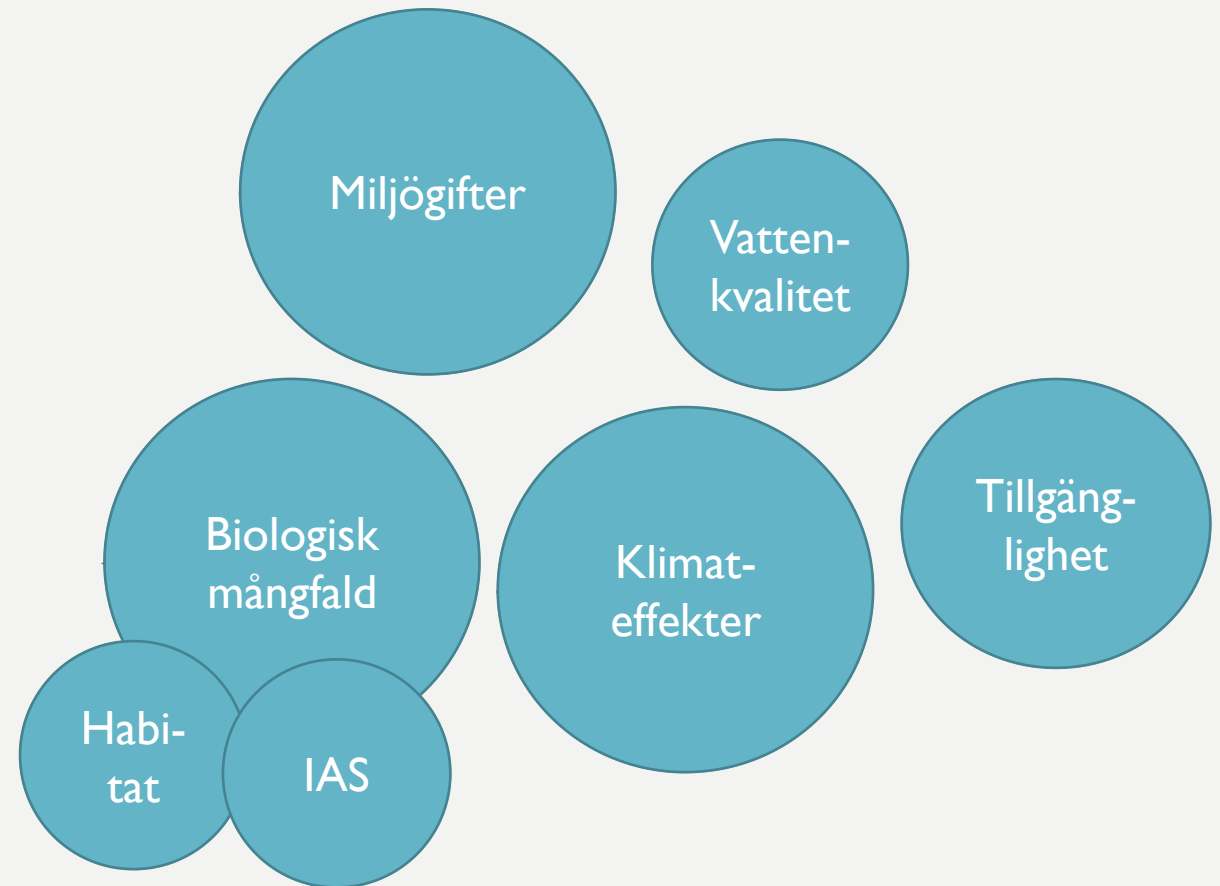 Miljögifter
Vatten-
kvalitet
Tillgäng-
lighet
Biologisk
mångfald
Klimat-
effekter
Habi-
tat
IAS